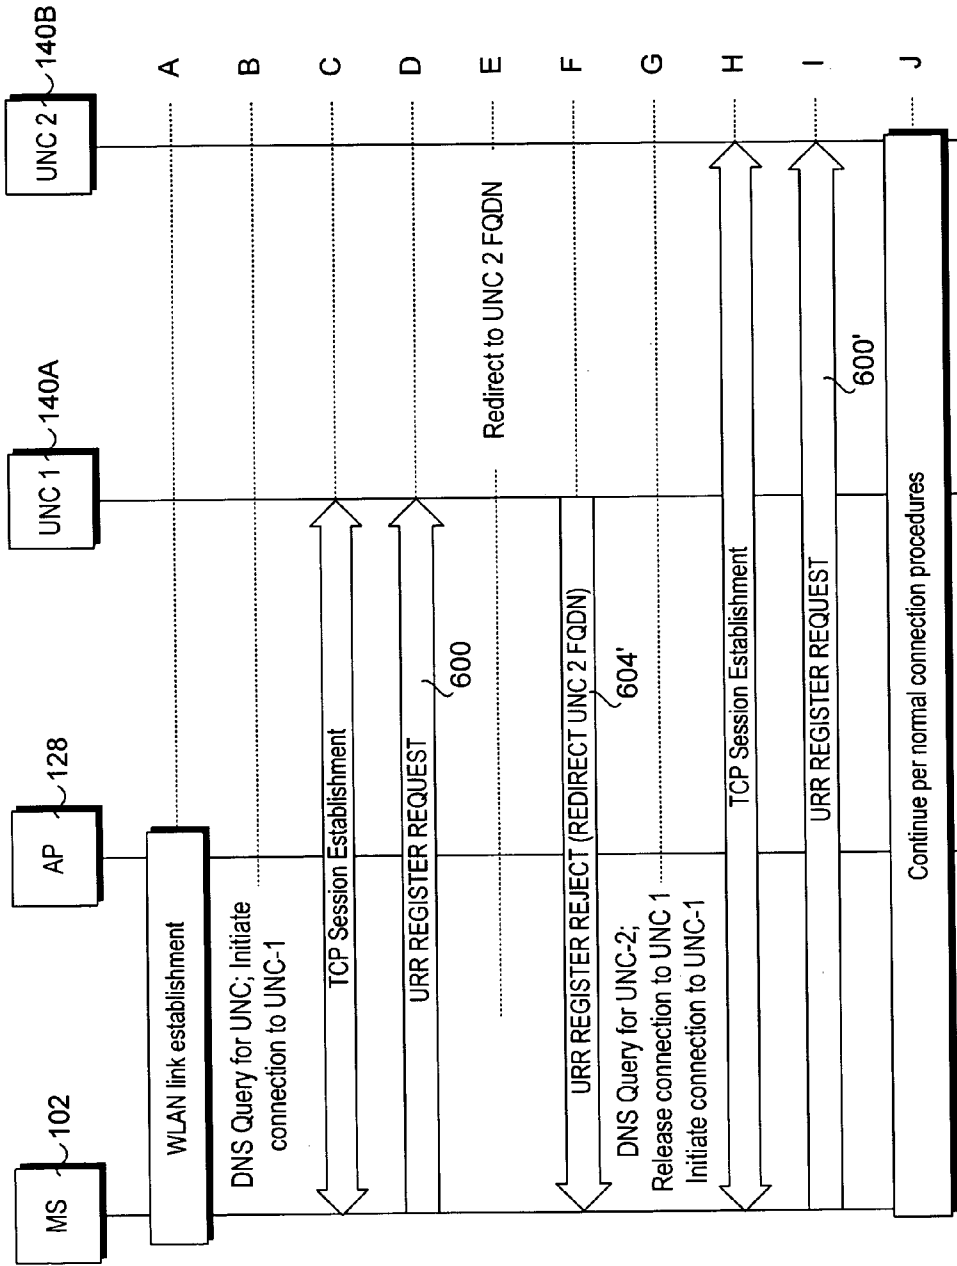 MS
102
AP
128
UNC 1
140A
UNC 2
140B
WLAN link establishment
A
DNS Query for UNC; Initiate
connection to UNC-1
B
TCP Session Establishment
C
URR REGISTER REQUEST
600
D
Redirect to UNC 2 FQDN
E
URR REGISTER REJECT (REDIRECT UNC 2 FQDN)
604'
F
DNS Query for UNC-2;
Release connection to UNC 1
Initiate connection to UNC-1
G
TCP Session Establishment
H
URR REGISTER REQUEST
600'
I
Continue per normal connection procedures
J